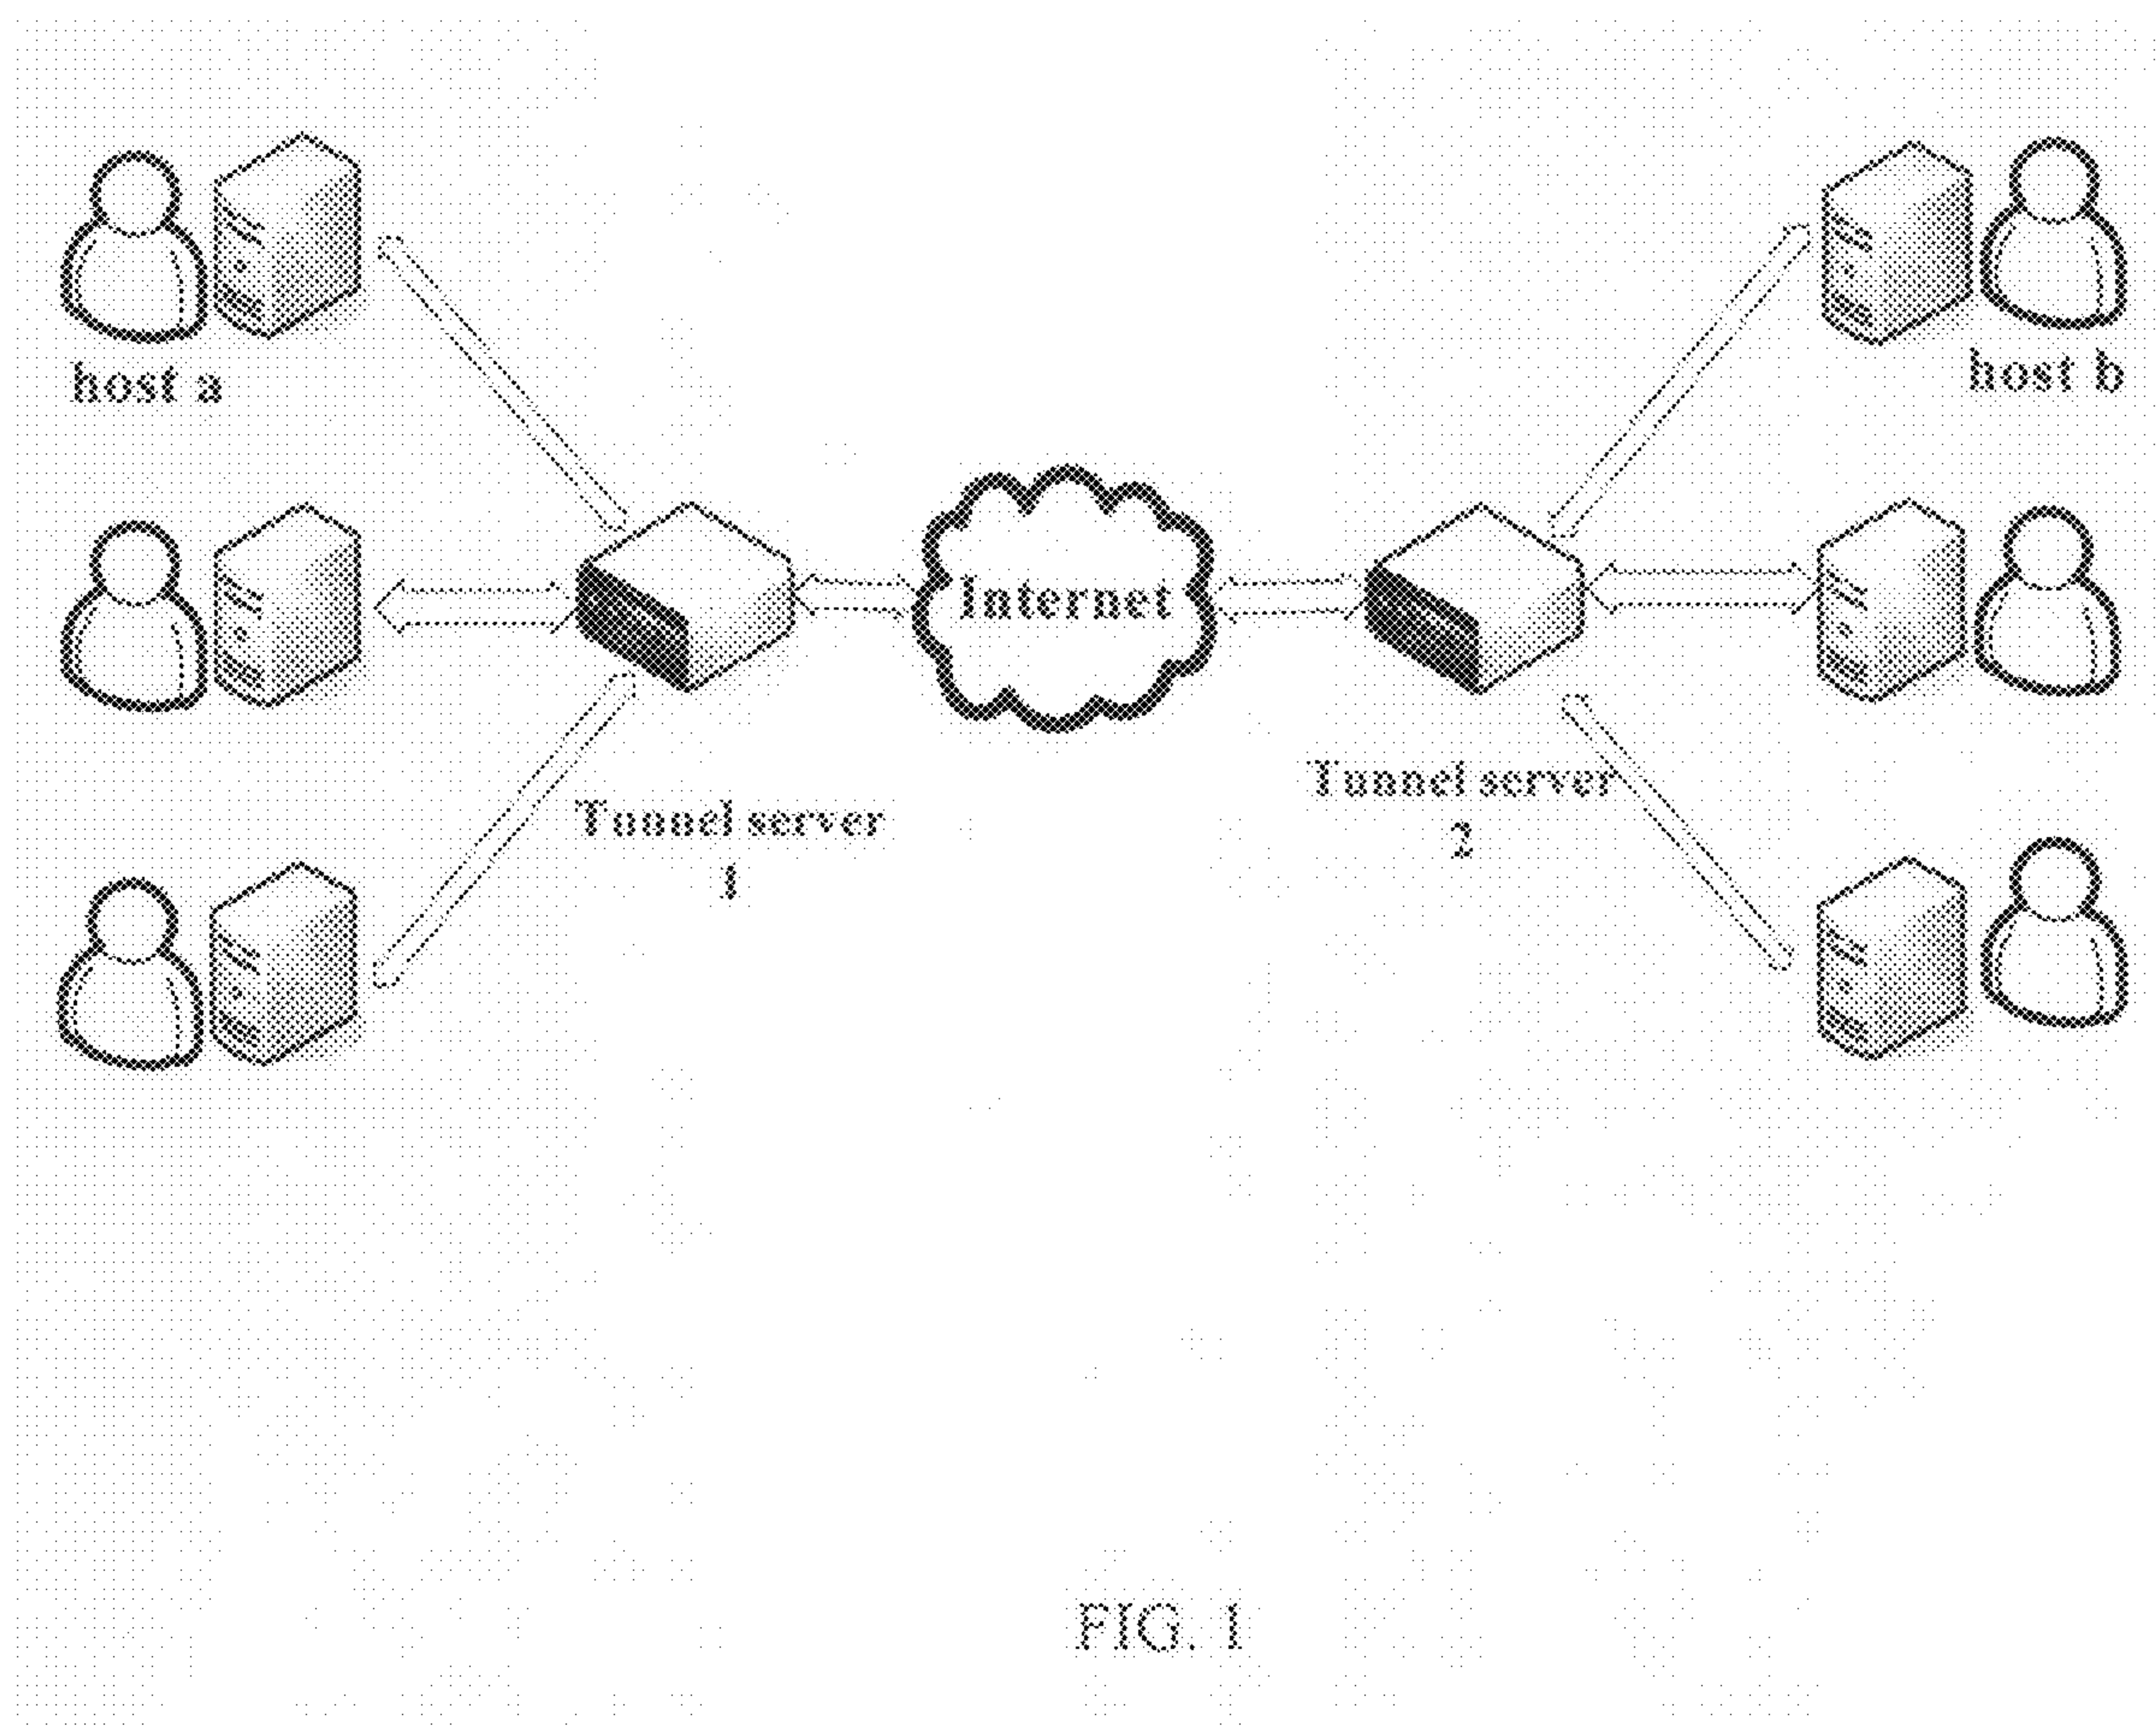 host a
host b
Internet
Tunnel server
1
Tunnel server
2
FIG. 1